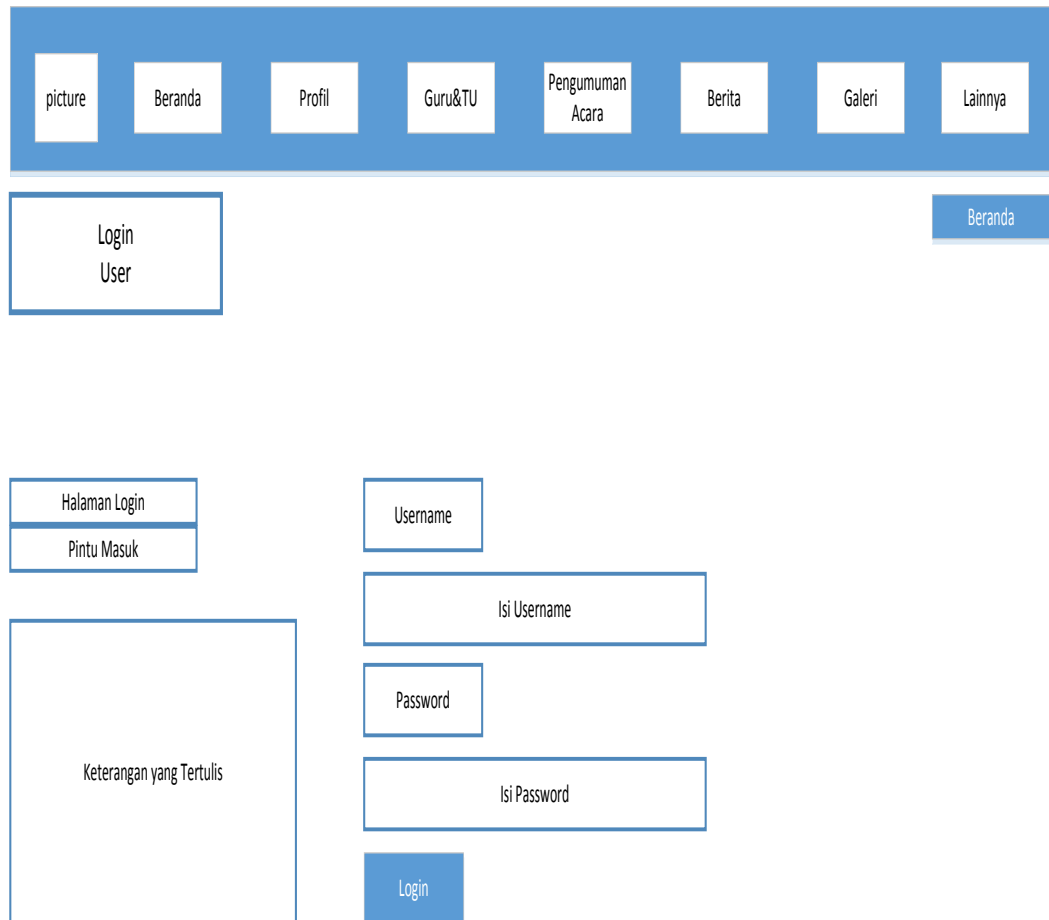 picture
Beranda
Profil
Guru&TU
Pengumuman
Acara
Berita
Galeri
Lainnya
Login
User
Beranda
Halaman Login
Pintu Masuk
Keterangan yang Tertulis
Username
Isi Username
Password
Isi Password
Login